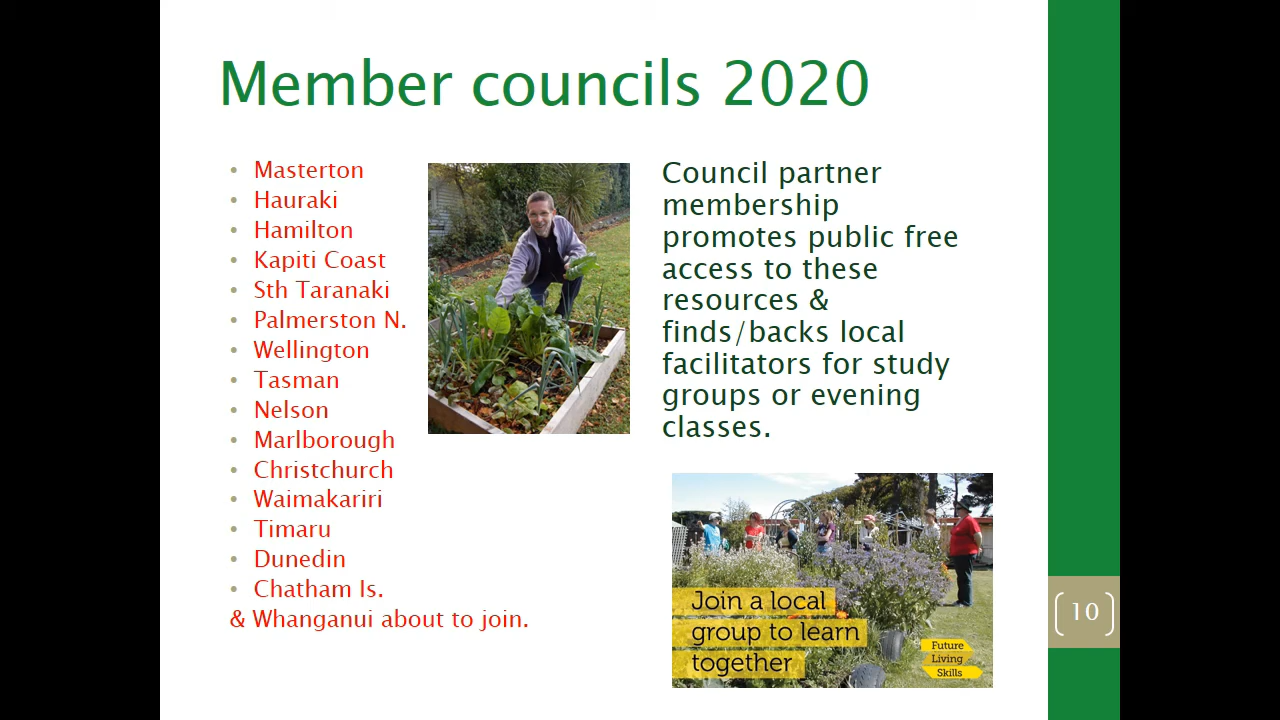 Member councils 2020
• Masterton
• Hauraki
• Hamilton
• Kapiti Coast
• Sth Taranaki
• Palmerston N.
• Wellington
• Tasman
• Nelson
• Marlborough
• Christchurch
• Waimakariri
• Timaru
• Dunedin
• Chatham Is.
& Whanganui about to join.
Council partner
membership
promotes public free
access to these
resources &
finds/backs local
facilitators for study
groups or evening
classes.
Join a local
group to learn
together
Future
Living
Skills
10